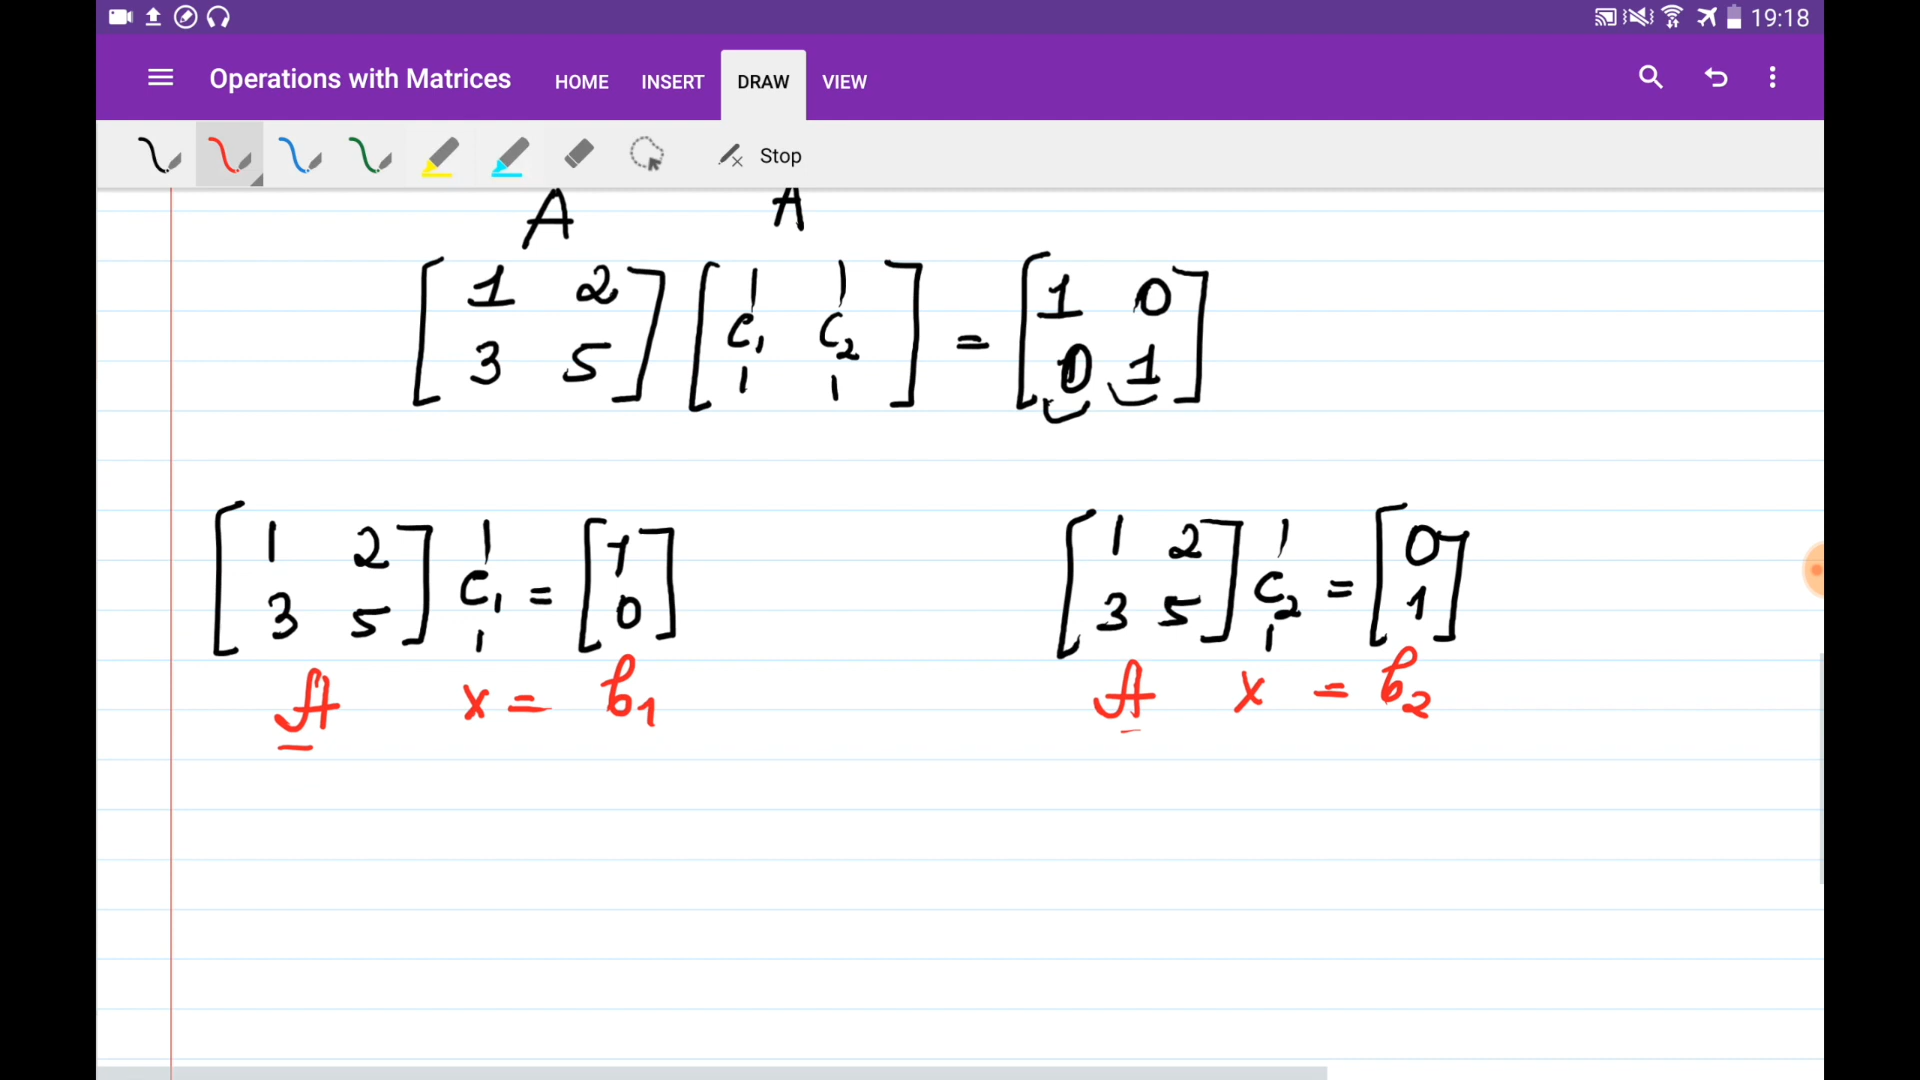 19:18
Operations with Matrices HOME INSERT DRAW VIEW
Stop
A A
[1 2 [| | [1 0
3 5] c₁ c₂ = 0 1]
| |]
[1 2 | [1 [1 2 | [0
3 5] c₁ = 0] 3 5] c₂ = 1]
| |
A x = b₁ A x = b₂